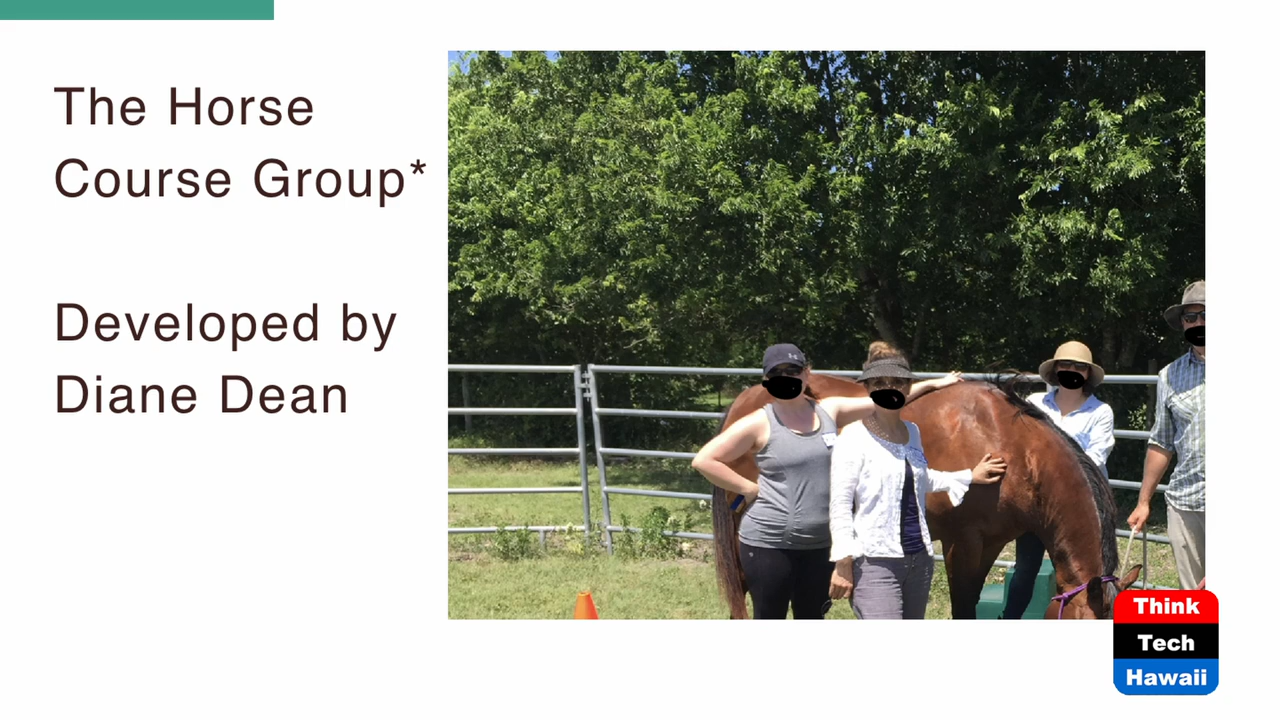 The Horse
Course Group*
Developed by
Diane Dean
Think
Tech
Hawaii